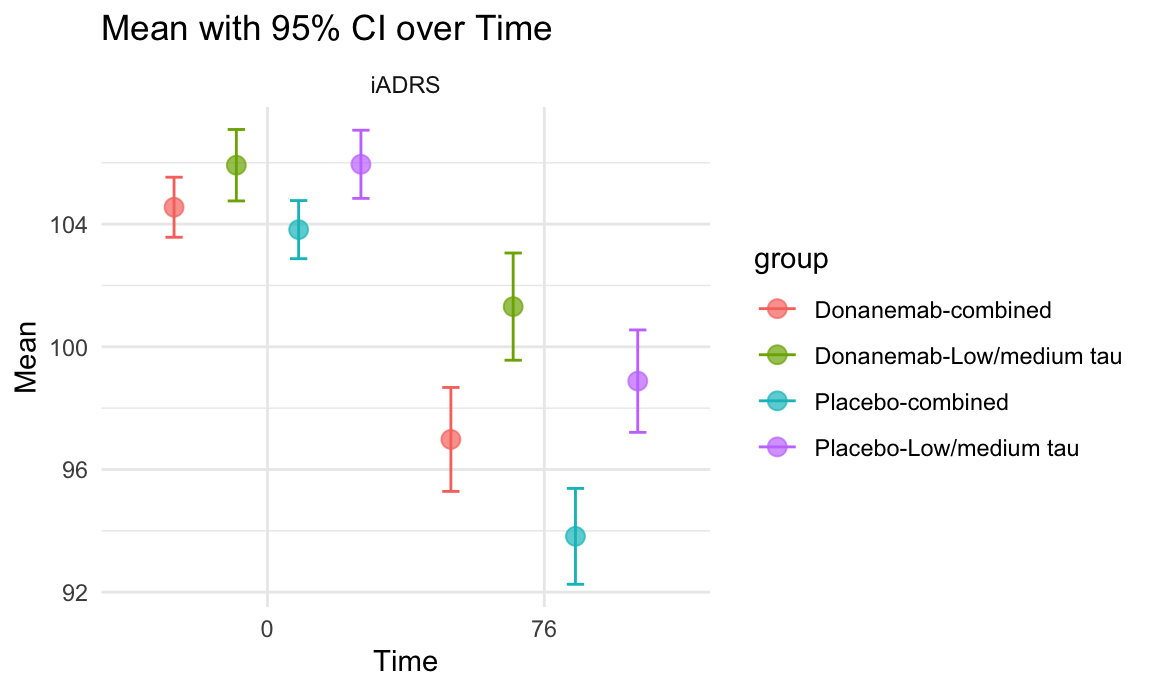 Mean with 95% CI over Time
iADRS
104
100
96
92
Mean
0
76
Time
group
Donanemab-combined
Donanemab-Low/medium tau
Placebo-combined
Placebo-Low/medium tau